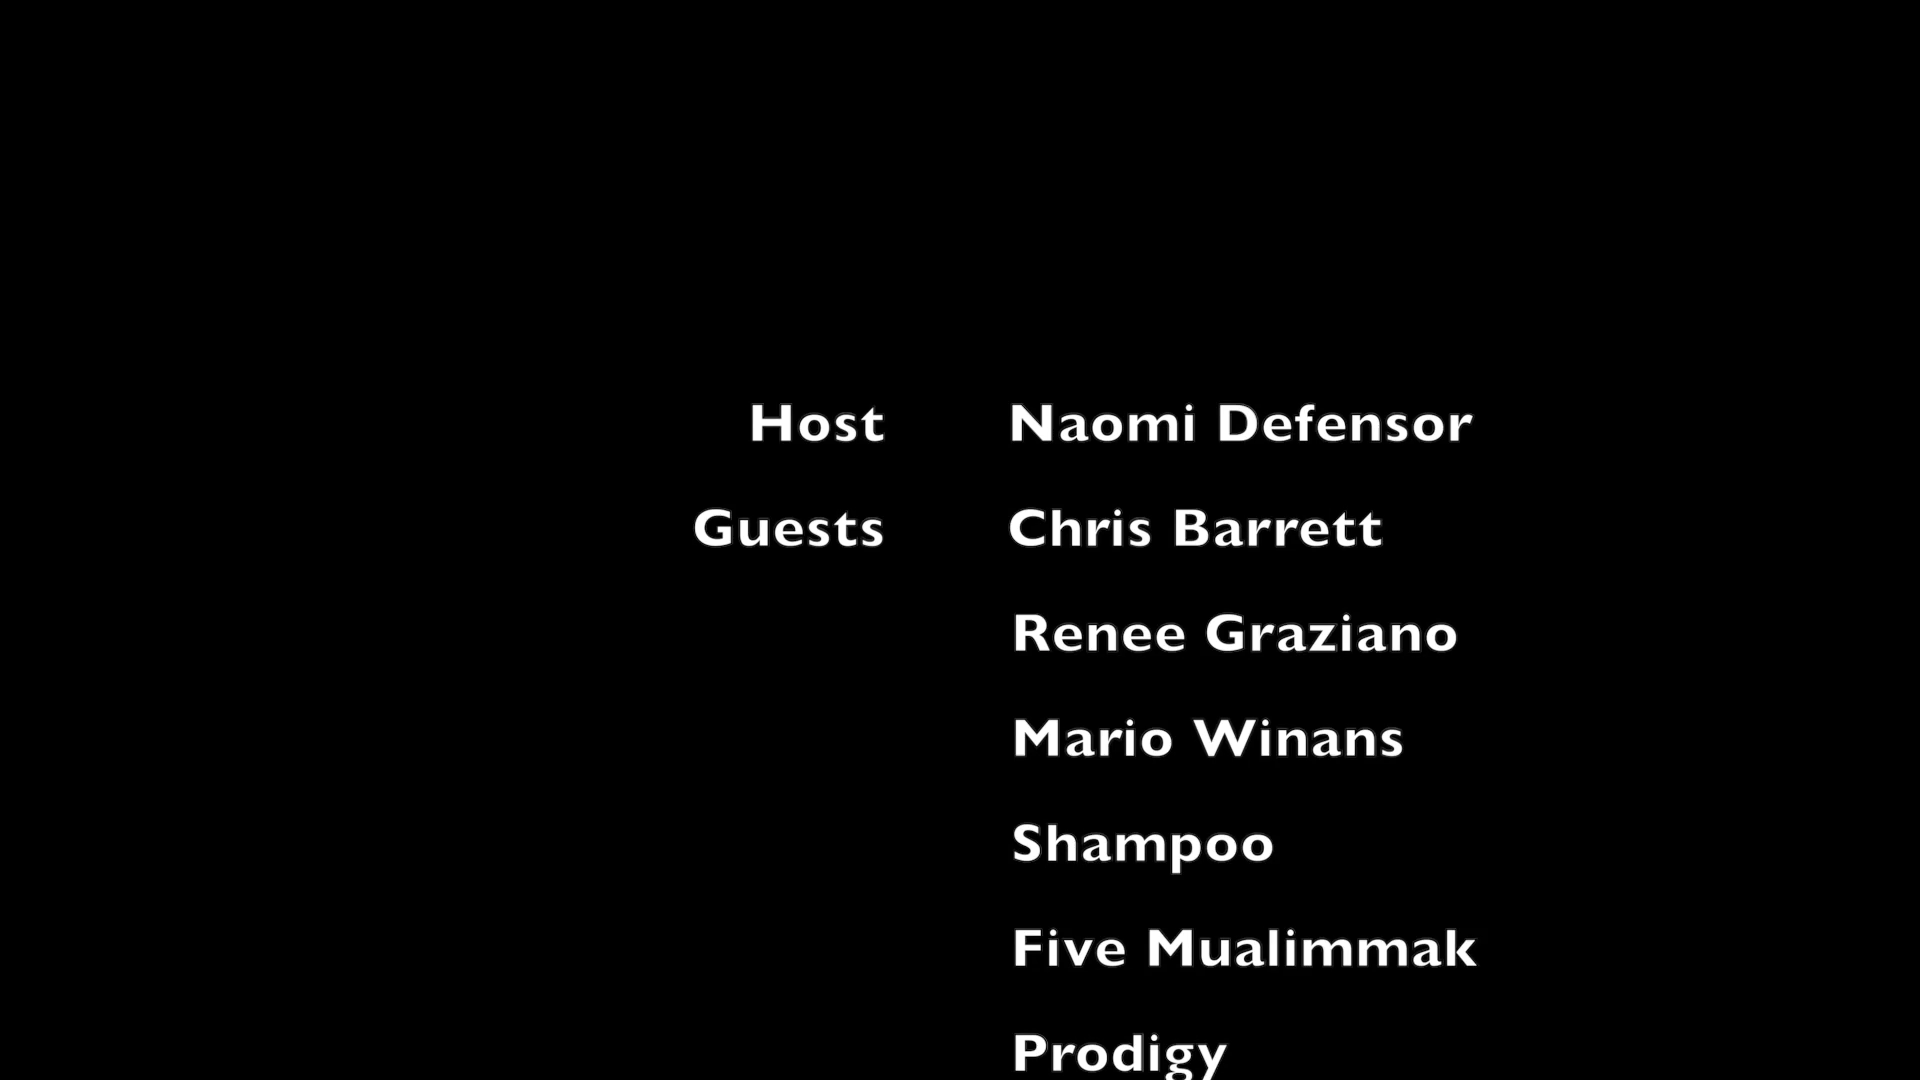 Host Naomi Defensor
Guests Chris Barrett
Renee Graziano
Mario Winans
Shampoo
Five Mualimmak
Prodigy